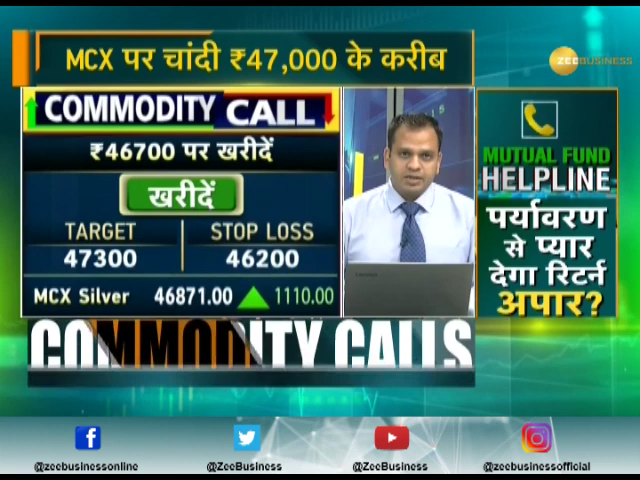 MCX पर चांदी ₹47,000 के करीब
ZEEBUSINESS
COMMODITY CALL
₹46700 पर खरीदें
खरीदें
TARGET
STOP LOSS
47300
46200
MCX Silver 46871.00 1110.00
MUTUAL FUND
HELPLINE
पर्यावरण
से प्यार
देगा रिटर्न
अपार?
COMMODITY CALLS
@zeebusinessonline
@ZeeBusiness
@ZeeBusiness
@zeebusinessofficial